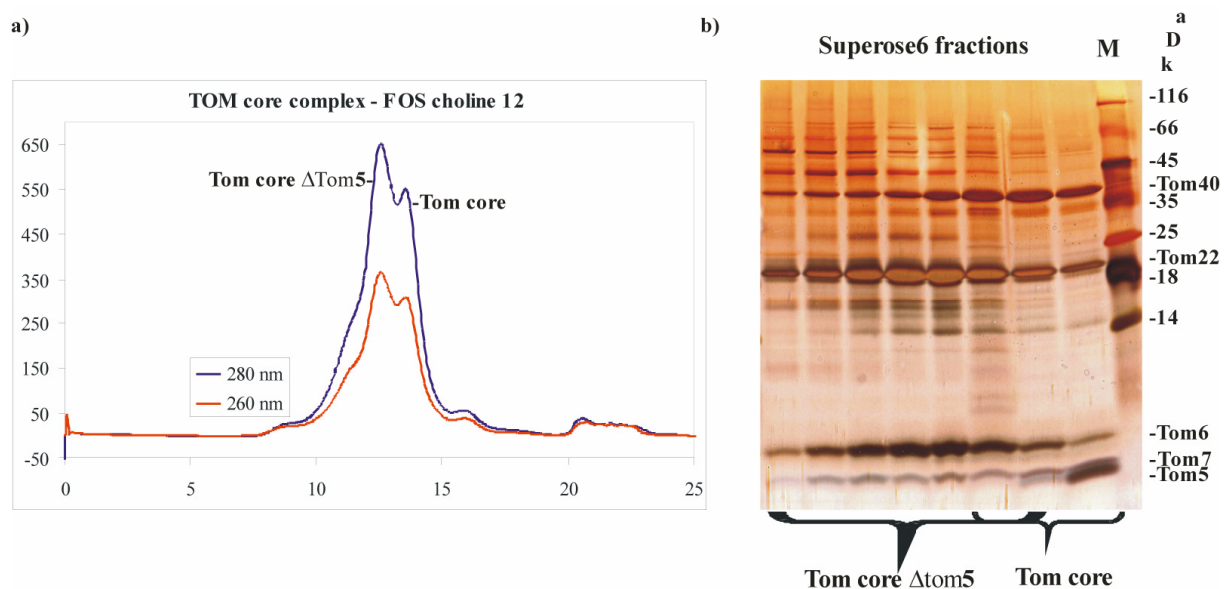 a)
TOM core complex - FOS choline 12
650
550
450
350
250
150
50
-50
Tom core ΔTom5-
-Tom core
280 nm
260 nm
0
5
10
15
20
25
b)
Superose6 fractions
M
a
D
k
-116
-66
-45
-Tom40
-35
-25
-Tom22
-18
-14
-Tom6
-Tom7
-Tom5
Tom core Δtom5
Tom core